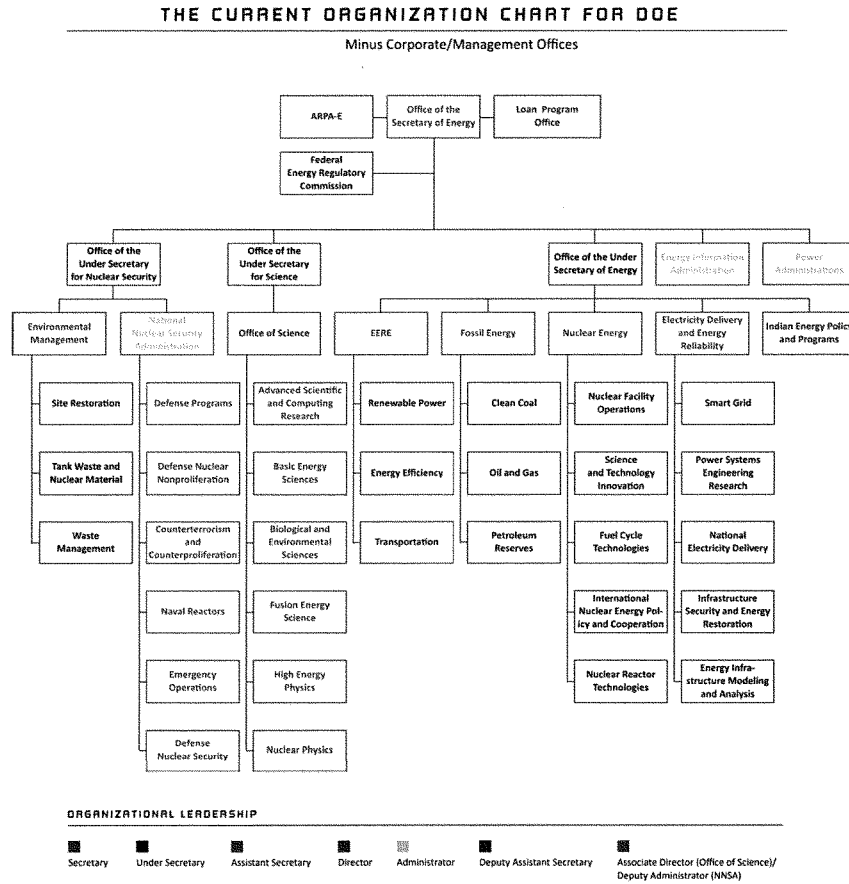 THE CURRENT ORGANIZATION CHART FOR DOE
Minus Corporate/Management Offices
ARPA-E
Office of the
Secretary of Energy
Loan Program
Office
Federal
Energy Regulatory
Commission
Office of the
Under Secretary
for Nuclear Security
Office of the
Under Secretary
for Science
Office of the Under
Secretary of Energy
Energy Information
Administration
Power
Administrations
Environmental
Management
National
Nuclear Security
Administration
Office of Science
EERE
Fossil Energy
Nuclear Energy
Electricity Delivery
and Energy
Reliability
Indian Energy Policy
and Programs
Site Restoration
Defense Programs
Advanced Scientific
and Computing
Research
Renewable Power
Clean Coal
Nuclear Facility
Operations
Smart Grid
Tank Waste and
Nuclear Material
Defense Nuclear
Nonproliferation
Basic Energy
Sciences
Energy Efficiency
Oil and Gas
Science
and Technology
Innovation
Power Systems
Engineering
Research
Waste
Management
Counterterrorism
and
Counterproliferation
Biological and
Environmental
Sciences
Transportation
Petroleum
Reserves
Fuel Cycle
Technologies
National
Electricity Delivery
Naval Reactors
Fusion Energy
Science
International
Nuclear Energy Pol-
icy and Cooperation
Infrastructure
Security and Energy
Restoration
Emergency
Operations
High Energy
Physics
Nuclear Reactor
Technologies
Energy Infra-
structure Modeling
and Analysis
Defense
Nuclear Security
Nuclear Physics
ORGANIZATIONAL LEADERSHIP
Secretary
Under Secretary
Assistant Secretary
Director
Administrator
Deputy Assistant Secretary
Associate Director (Office of Science)/
Deputy Administrator (NNSA)